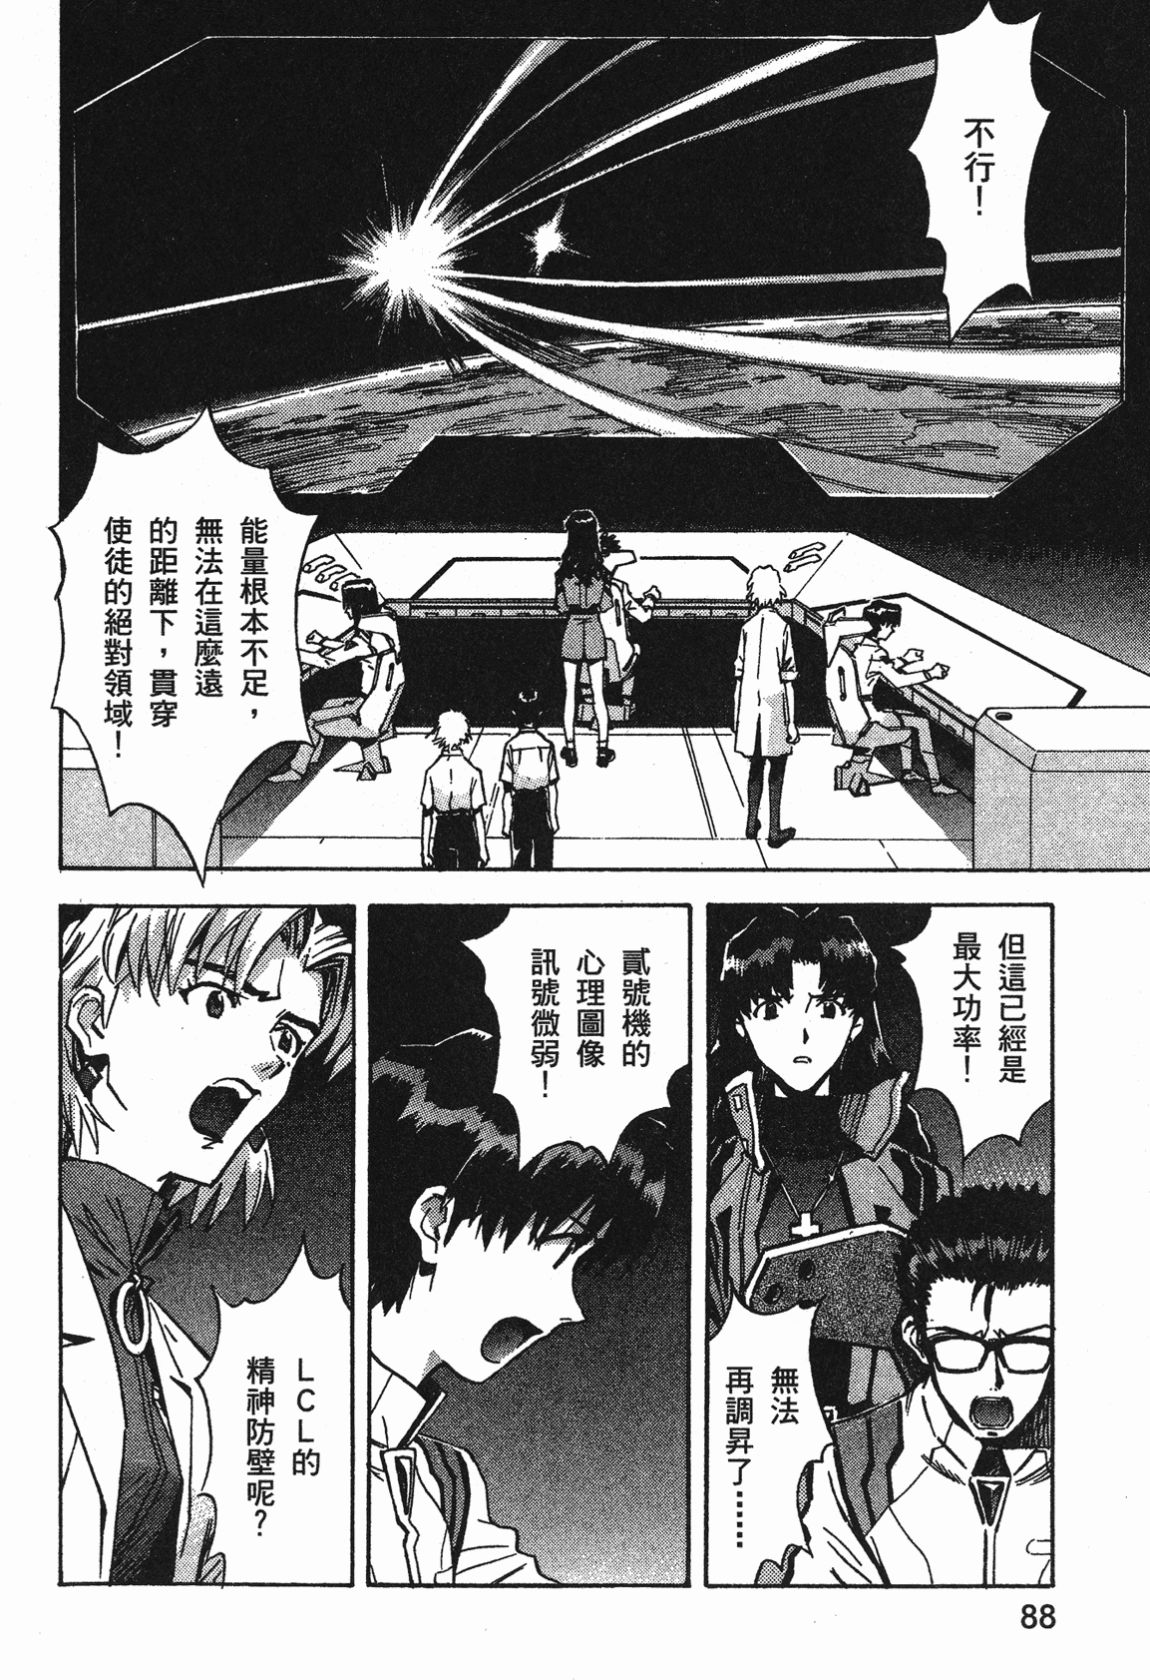 不行！
能量根本不足，
無法在這麼遠
的距離下，貫穿
使徒的絕對領域！
但這已經是
最大功率！
無法
再調昇了……
貳號機的
心理圖像
訊號微弱！
LCL的
精神防壁呢？
88